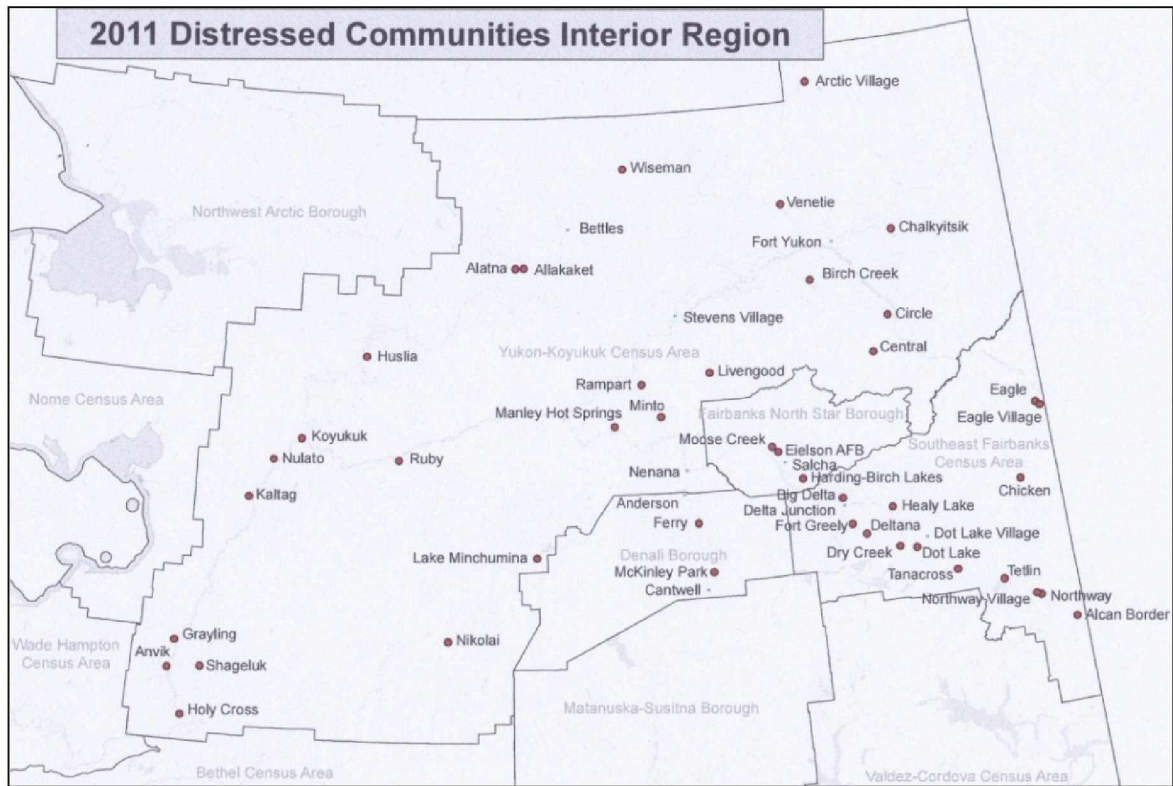 2011 Distressed Communities Interior Region
Arctic Village
Wiseman
Northwest Arctic Borough
Venetie
Bettles
Chalkyitsik
Fort Yukon
Alatna
Allakaket
Birch Creek
Circle
Stevens Village
Central
Huslia
Yukon-Koyukuk Census Area
Livengood
Rampart
Nome Census Area
Minto
Manley Hot Springs
Fairbanks North Star Borough
Eagle
Eagle Village
Koyukuk
Moose Creek
Eielson AFB
Southeast Fairbanks
Census Area
Nulato
Ruby
Salcha
Nenana
Harding-Birch Lakes
Chicken
Kaltag
Big Delta
Anderson
Delta Junction
Healy Lake
Ferry
Fort Greely
Deltana
Dot Lake Village
Lake Minchumina
Denali Borough
Dry Creek
Dot Lake
McKinley Park
Tanacross
Tetlin
Cantwell
Northway Village
Northway
Alcan Border
Grayling
Wade Hampton
Census Area
Anvik
Shageluk
Nikolai
Holy Cross
Matanuska-Susitna Borough
Bethel Census Area
Valdez-Cordova Census Area